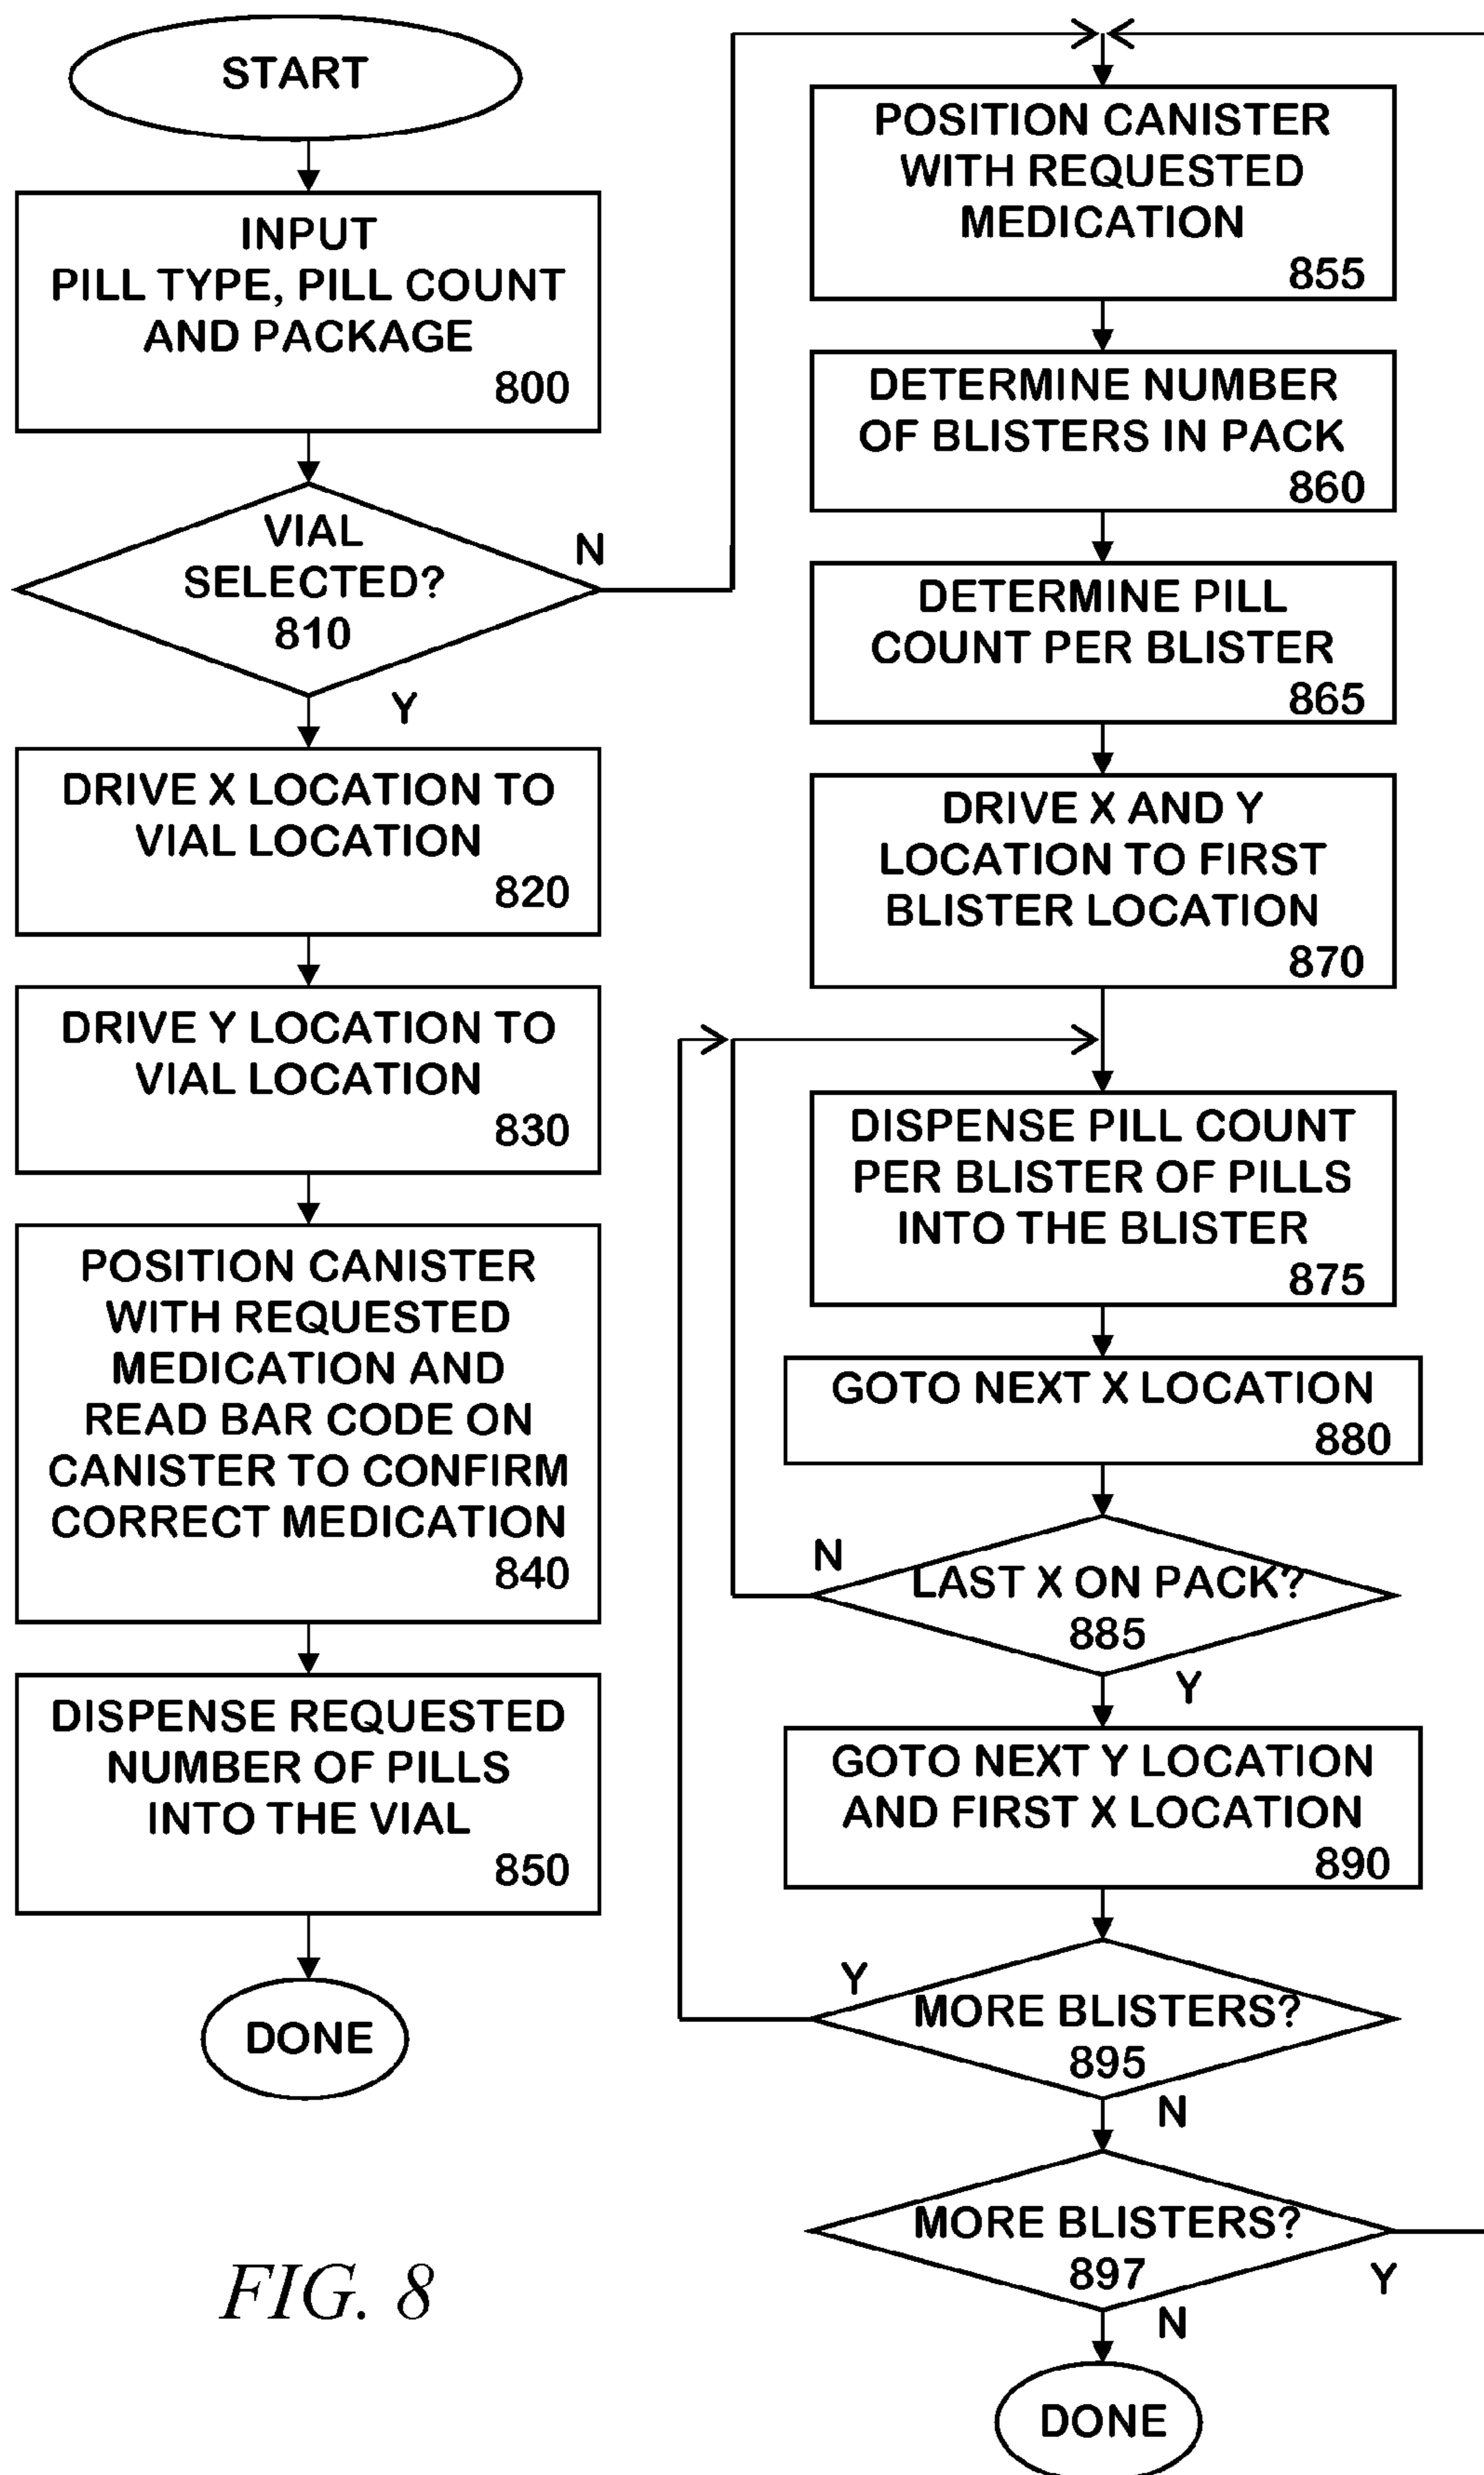 START
INPUT
PILL TYPE, PILL COUNT
AND PACKAGE
800
VIAL
SELECTED?
810
N
Y
DRIVE X LOCATION TO
VIAL LOCATION
820
DRIVE Y LOCATION TO
VIAL LOCATION
830
POSITION CANISTER
WITH REQUESTED
MEDICATION AND
READ BAR CODE ON
CANISTER TO CONFIRM
CORRECT MEDICATION
840
DISPENSE REQUESTED
NUMBER OF PILLS
INTO THE VIAL
850
DONE
POSITION CANISTER
WITH REQUESTED
MEDICATION
855
DETERMINE NUMBER
OF BLISTERS IN PACK
860
DETERMINE PILL
COUNT PER BLISTER
865
DRIVE X AND Y
LOCATION TO FIRST
BLISTER LOCATION
870
DISPENSE PILL COUNT
PER BLISTER OF PILLS
INTO THE BLISTER
875
GOTO NEXT X LOCATION
880
N
LAST X ON PACK?
885
Y
GOTO NEXT Y LOCATION
AND FIRST X LOCATION
890
Y
MORE BLISTERS?
895
N
MORE BLISTERS?
897
Y
N
DONE
FIG. 8